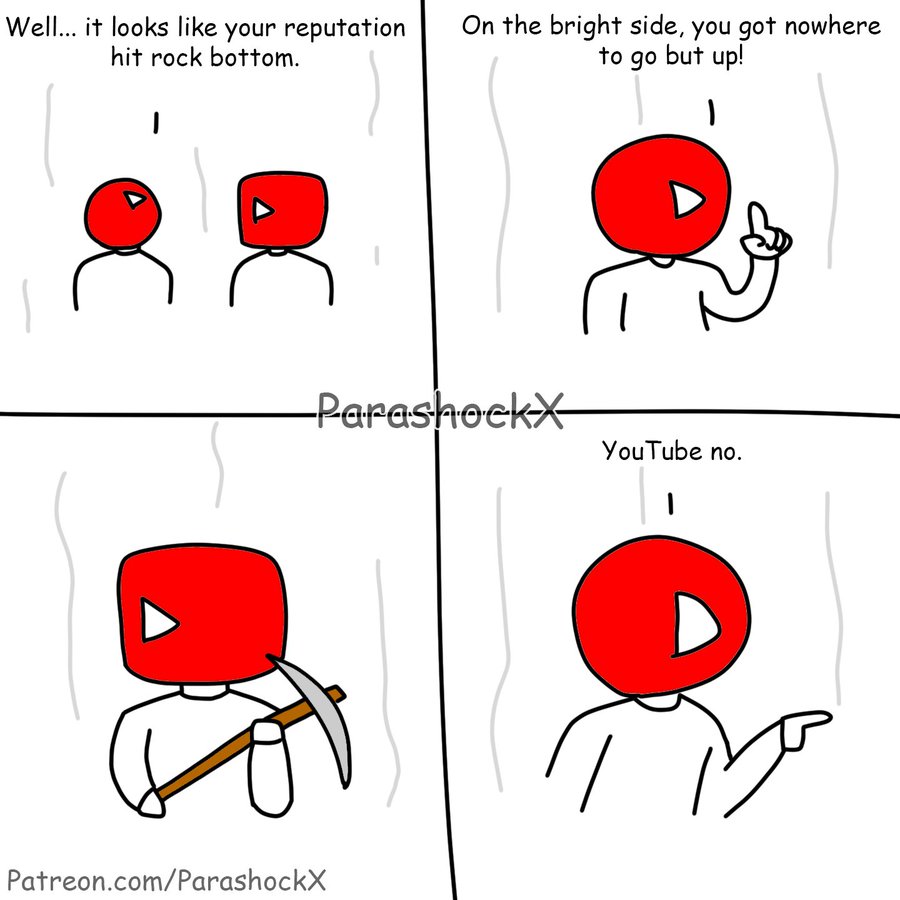 Well... it looks like your reputation
hit rock bottom.
On the bright side, you got nowhere
to go but up!
ParashockX
YouTube no.
Patreon.com/ParashockX